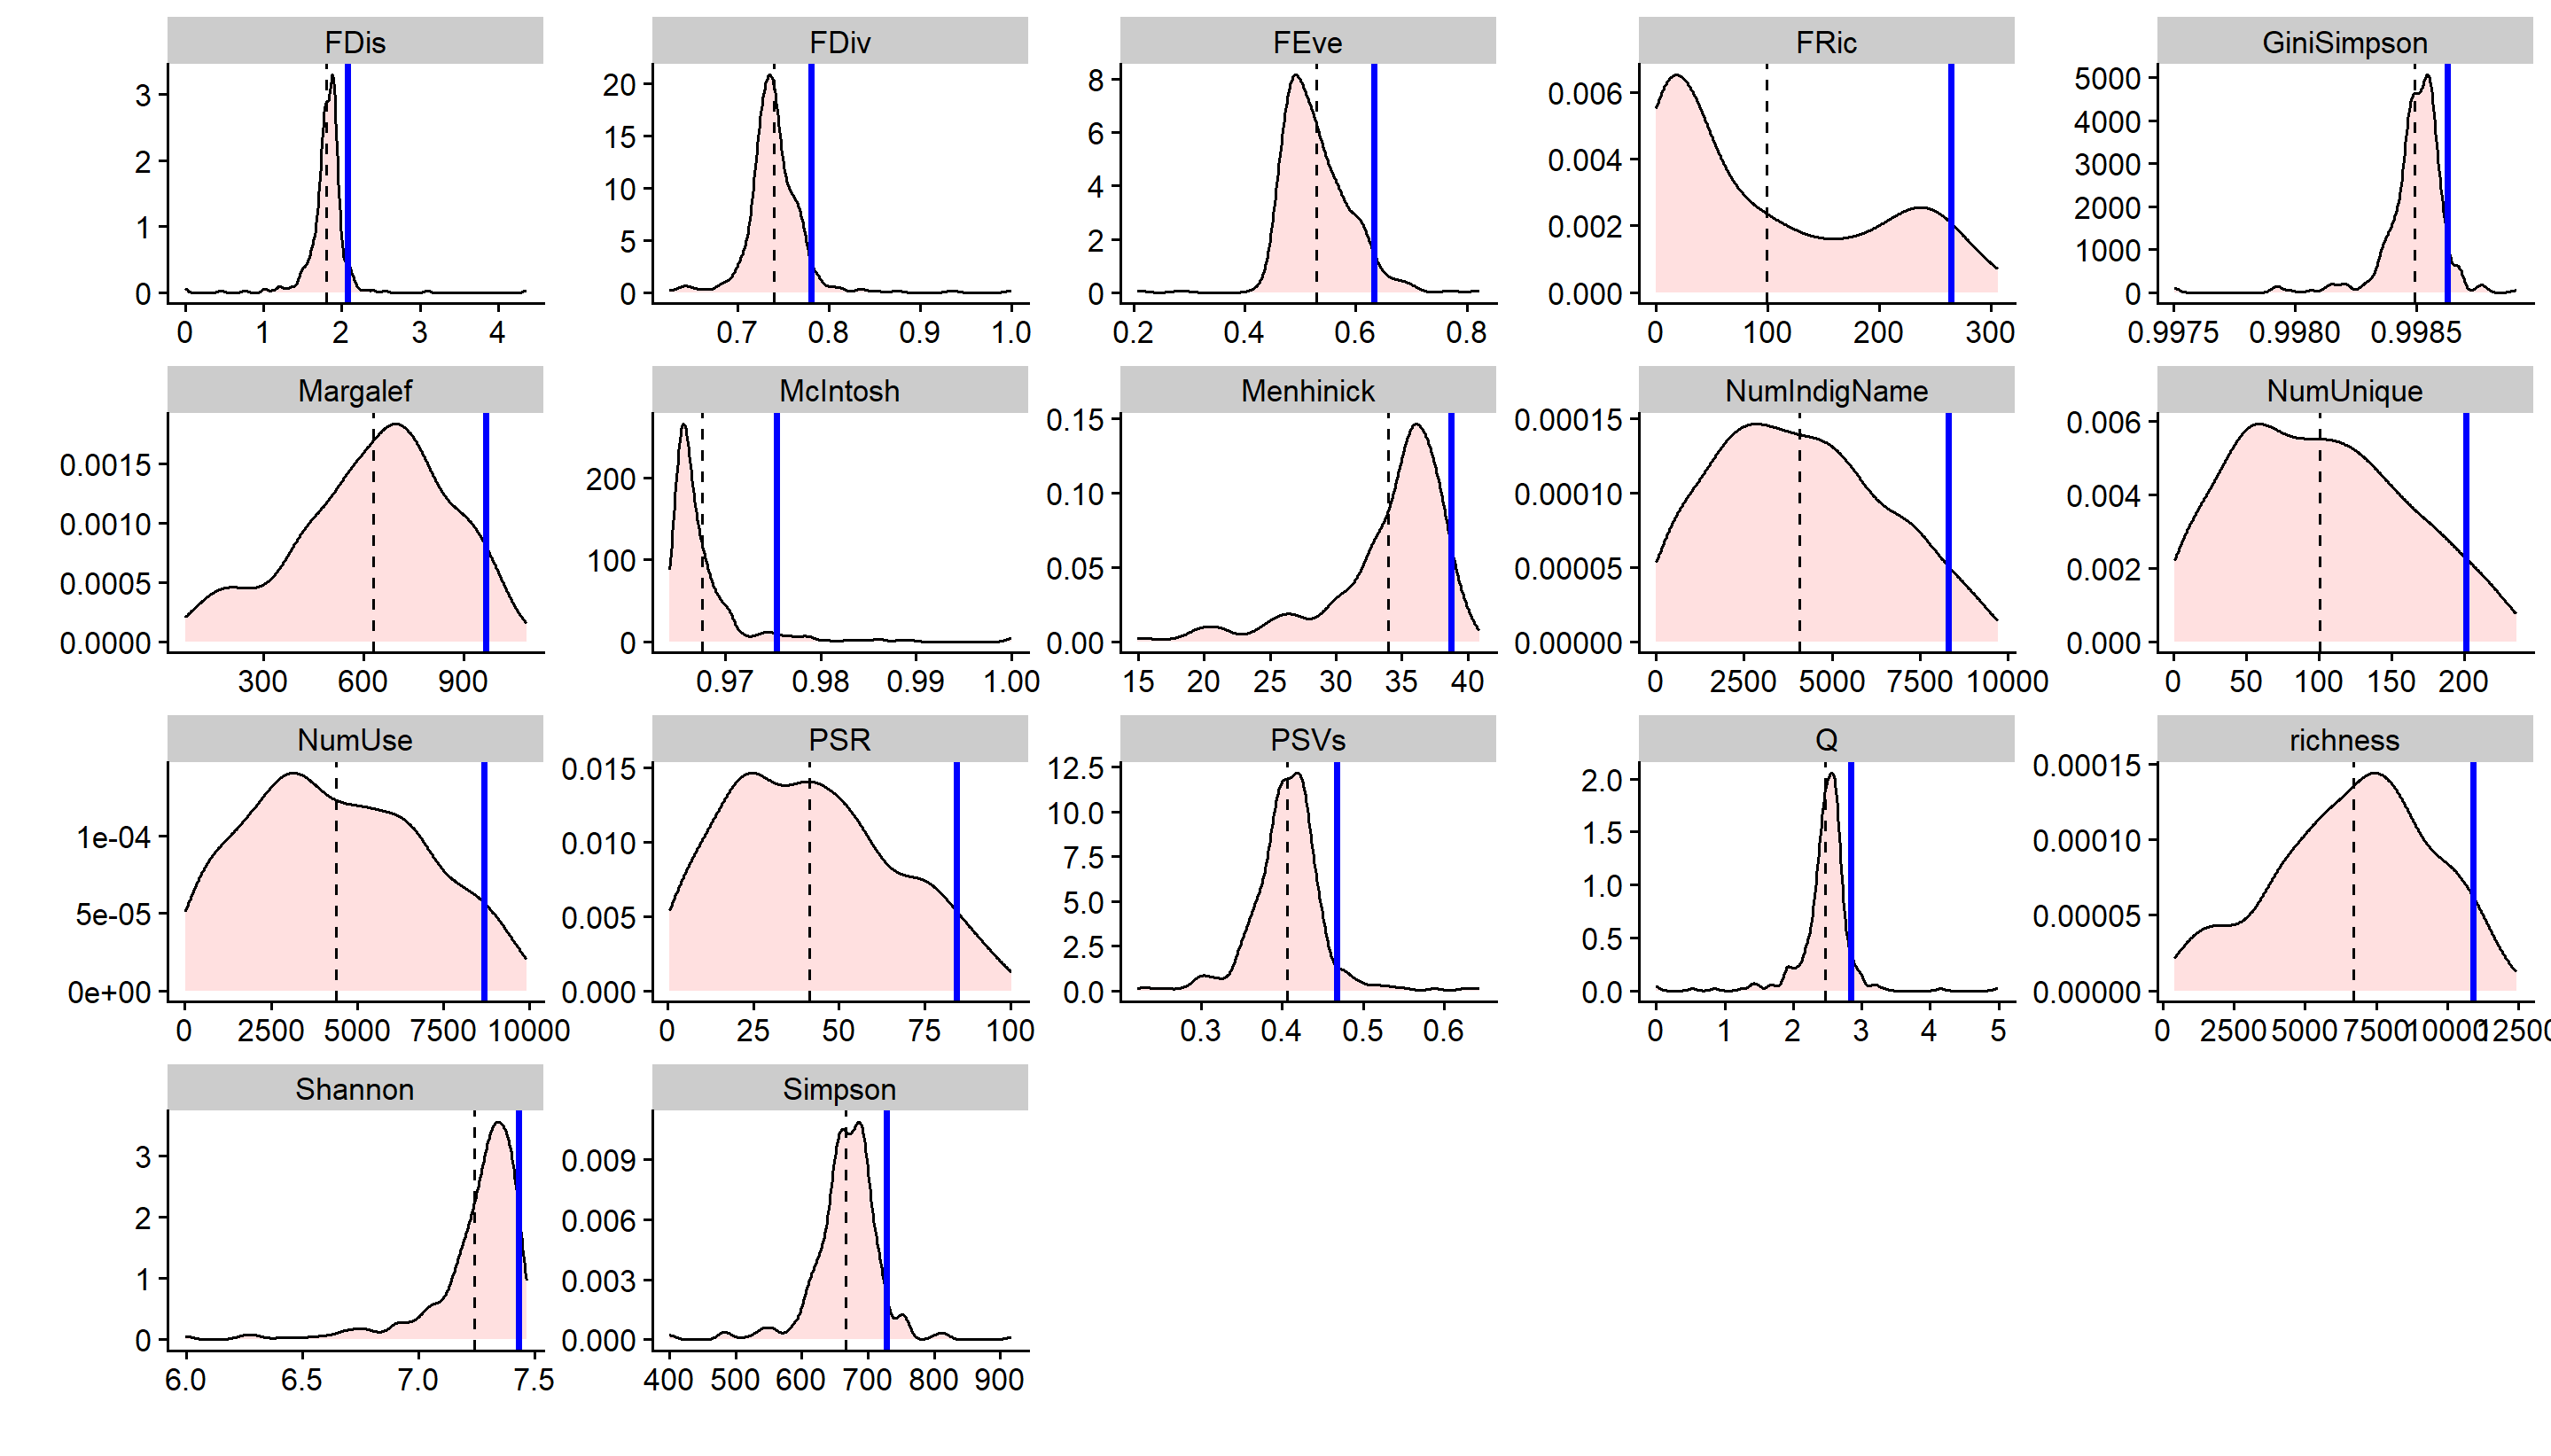 FDis FDiv FEve FRic GiniSimpson
3 20 8 0.006 5000
4000
15 6
2 0.004 3000
10 4
2000
1 0.002
5 2 1000
0 0 0 0.000 0
0 1 2 3 4 0.7 0.8 0.9 1.0 0.2 0.4 0.6 0.8 0 100 200 300 0.9975 0.9980 0.9985
Margalef McIntosh Menhinick NumIndigName NumUnique
0.15 0.00015 0.006
0.0015 200 0.10 0.00010 0.004
0.0010
100 0.05 0.00005 0.002
0.0005
0.0000 0 0.00 0.00000 0.000
300 600 900 0.97 0.98 0.99 1.00 15 20 25 30 35 40 0 2500 5000 7500 10000 0 50 100 150 200
NumUse PSR PSVs Q richness
0.015 12.5 2.0 0.00015
10.0
1e-04 0.010 7.5 1.5 0.00010
5.0 1.0
5e-05 0.005 0.00005
2.5 0.5
0e+00 0.000 0.0 0.0 0.00000
0 2500 5000 7500 10000 0 25 50 75 100 0.3 0.4 0.5 0.6 0 1 2 3 4 5 0 2500 5000 7500 10000 12500
Shannon Simpson
3 0.009
2 0.006
1 0.003
0 0.000
6.0 6.5 7.0 7.5 400 500 600 700 800 900